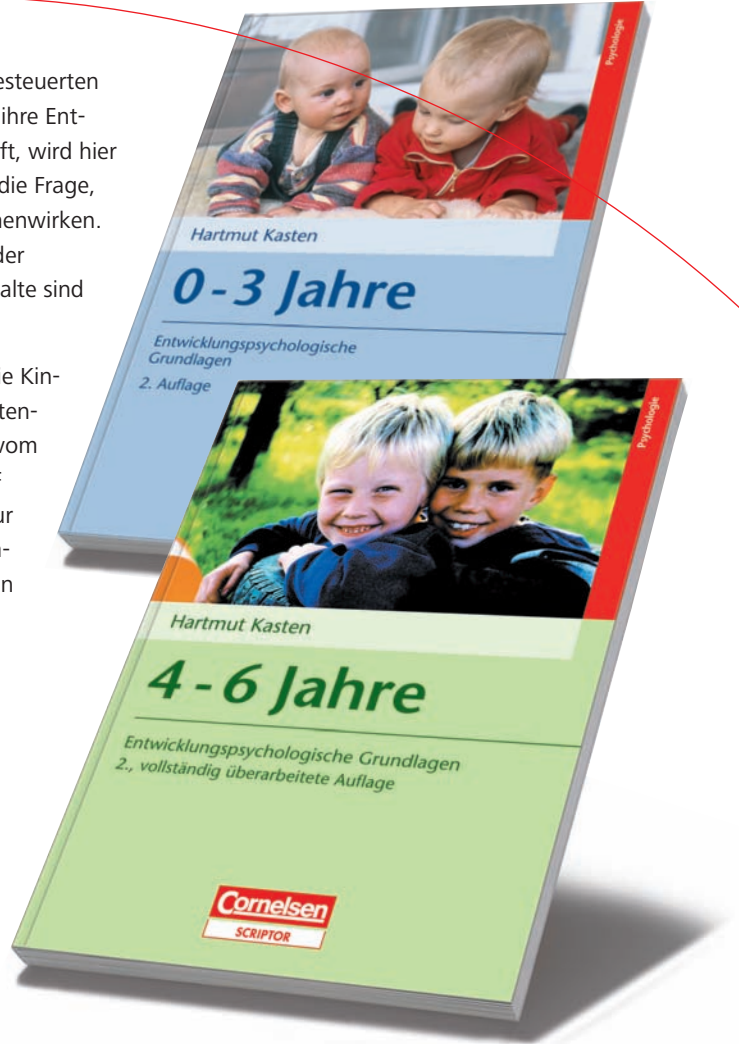 esteuerten
ihre Ent-
ft, wird hier
die Frage,
nenwirken.
der
alte sind
ie Kin-
ten-
vom
ur
n
Psychologie
Hartmut Kasten
0-3 Jahre
Entwicklungspsychologische
Grundlagen
2. Auflage
Psychologie
Hartmut Kasten
4-6 Jahre
Entwicklungspsychologische Grundlagen
2., vollständig überarbeitete Auflage
Cornelsen
SCRIPTOR